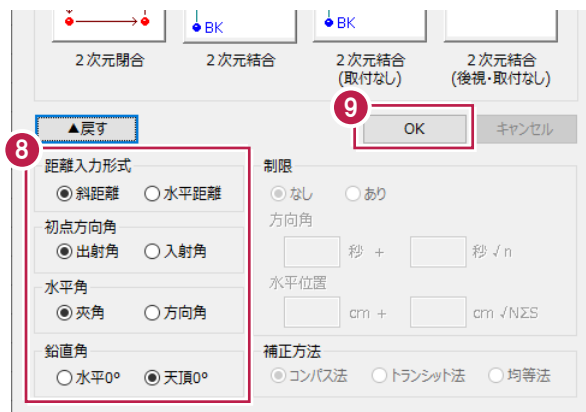 BK
BK
2次元閉合
2次元結合
2次元結合
(取付なし)
2次元結合
(後視・取付なし)
9
▲戻す
OK
キャンセル
8
距離入力形式
斜距離
水平距離
初点方向角
出射角
入射角
水平角
夾角
方向角
鉛直角
水平0°
天頂0°
制限
なし
あり
方向角
秒 +
秒√n
水平位置
cm +
cm √NΣS
補正方法
コンパス法
トランシット法
均等法